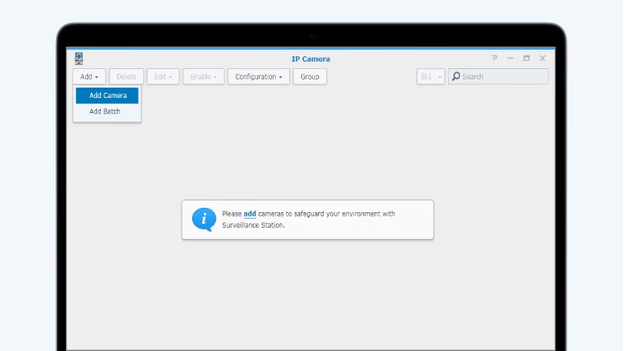 IP Camera
Add Delete Edit Enable Configuration Group Search
Add Camera
Add Batch
Please add cameras to safeguard your environment with
Surveillance Station.